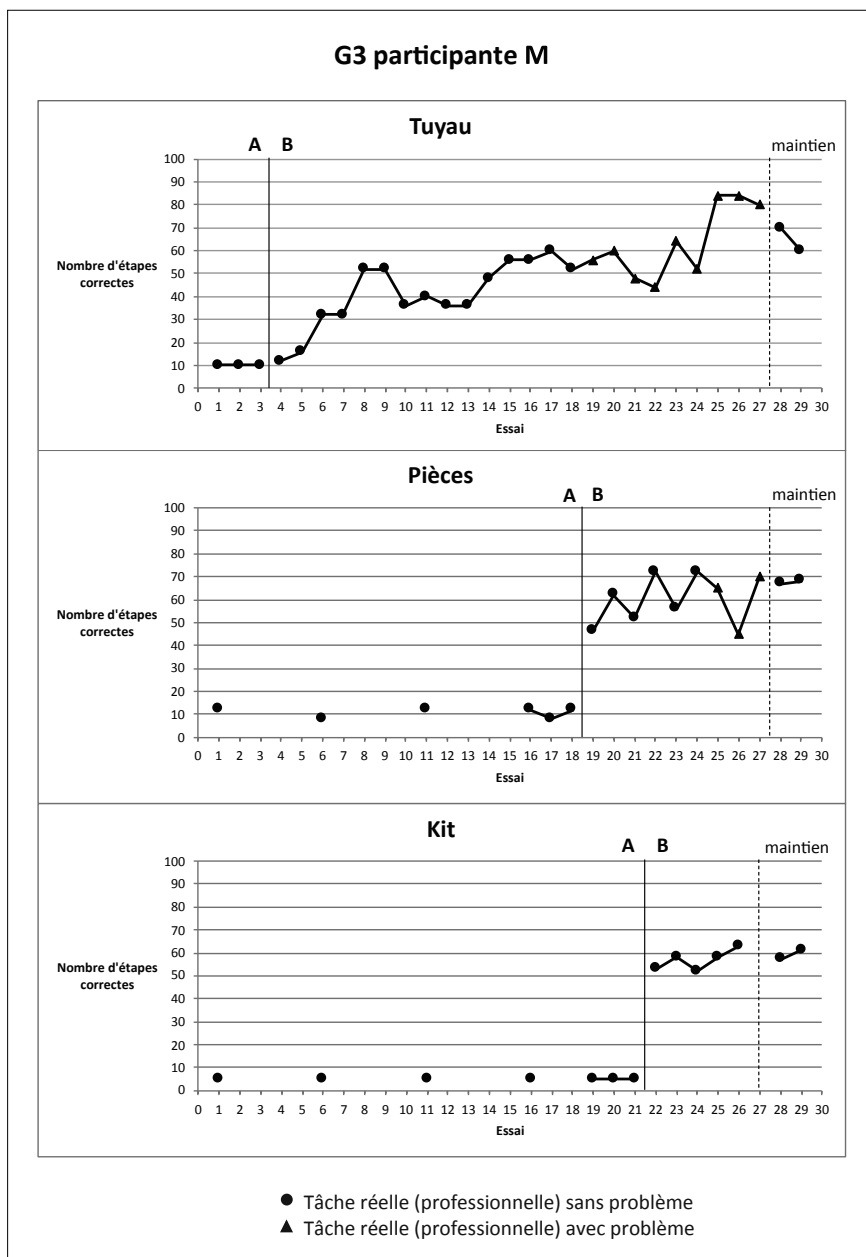 G3 participante M
Tuyau
A B maintien
100
90
80
70
60
50
40
30
20
10
0
Nombre d'étapes
correctes
0 1 2 3 4 5 6 7 8 9 10 11 12 13 14 15 16 17 18 19 20 21 22 23 24 25 26 27 28 29 30
Essai
Pièces
A B maintien
100
90
80
70
60
50
40
30
20
10
0
Nombre d'étapes
correctes
0 1 2 3 4 5 6 7 8 9 10 11 12 13 14 15 16 17 18 19 20 21 22 23 24 25 26 27 28 29 30
Essai
Kit
A B maintien
100
90
80
70
60
50
40
30
20
10
0
Nombre d'étapes
correctes
0 1 2 3 4 5 6 7 8 9 10 11 12 13 14 15 16 17 18 19 20 21 22 23 24 25 26 27 28 29 30
Essai
Tâche réelle (professionnelle) sans problème
Tâche réelle (professionnelle) avec problème